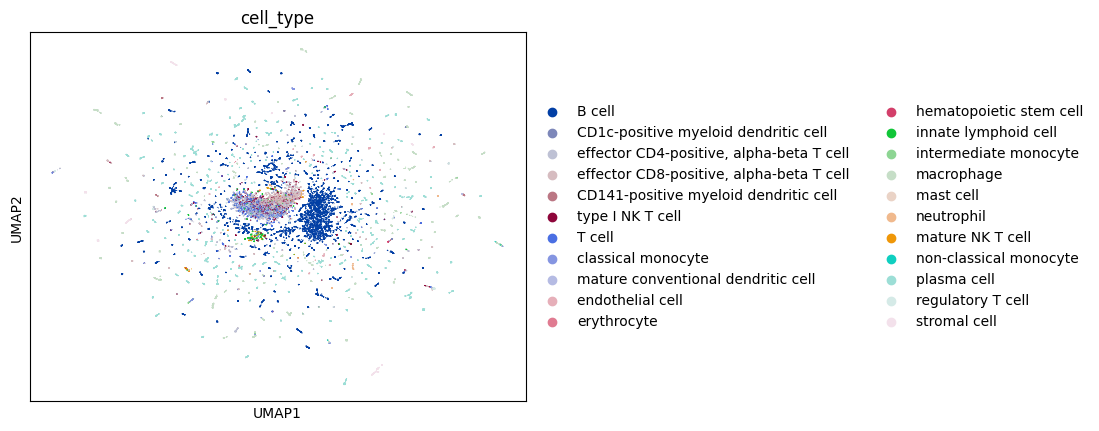 cell_type
UMAP2
UMAP1
B cell
CD1c-positive myeloid dendritic cell
effector CD4-positive, alpha-beta T cell
effector CD8-positive, alpha-beta T cell
CD141-positive myeloid dendritic cell
type I NK T cell
T cell
classical monocyte
mature conventional dendritic cell
endothelial cell
erythrocyte
hematopoietic stem cell
innate lymphoid cell
intermediate monocyte
macrophage
mast cell
neutrophil
mature NK T cell
non-classical monocyte
plasma cell
regulatory T cell
stromal cell